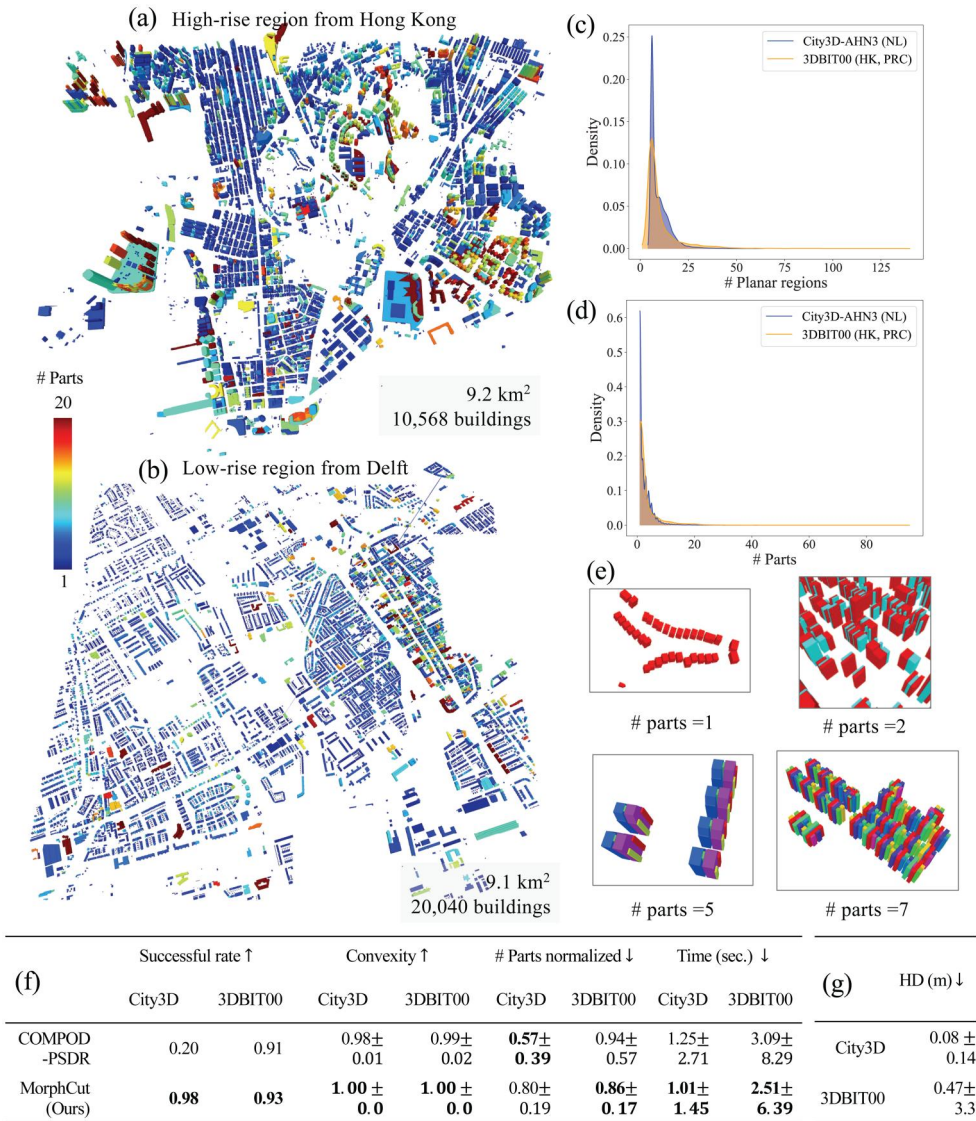 (a)
High-rise region from Hong Kong
# Parts
20
1
9.2 km²
10,568 buildings
(b) Low-rise region from Delft
9.1 km²
20,040 buildings
(c)
City3D-AHN3 (NL)
3DBIT00 (HK, PRC)
Density
0.25
0.20
0.15
0.10
0.05
0.00
0 25 50 75 100 125
# Planar regions
(d)
City3D-AHN3 (NL)
3DBIT00 (HK, PRC)
Density
0.6
0.5
0.4
0.3
0.2
0.1
0.0
0 20 40 60 80
# Parts
(e)
# parts =1
# parts =2
# parts =5
# parts =7
(f)
Successful rate ↑ Convexity ↑ # Parts normalized ↓ Time (sec.) ↓
City3D 3DBIT00 City3D 3DBIT00 City3D 3DBIT00 City3D 3DBIT00
COMPOD 0.98± 0.99± 0.57± 0.94± 1.25± 3.09±
-PSDR 0.20 0.91 0.01 0.02 0.39 0.57 2.71 8.29
MorphCut 1.00 ± 1.00 ± 0.80± 0.86± 1.01± 2.51±
(Ours) 0.98 0.93 0.0 0.0 0.19 0.17 1.45 6.39
(g)
HD (m)↓
City3D 0.08 ±
0.14
3DBIT00 0.47±
3.3